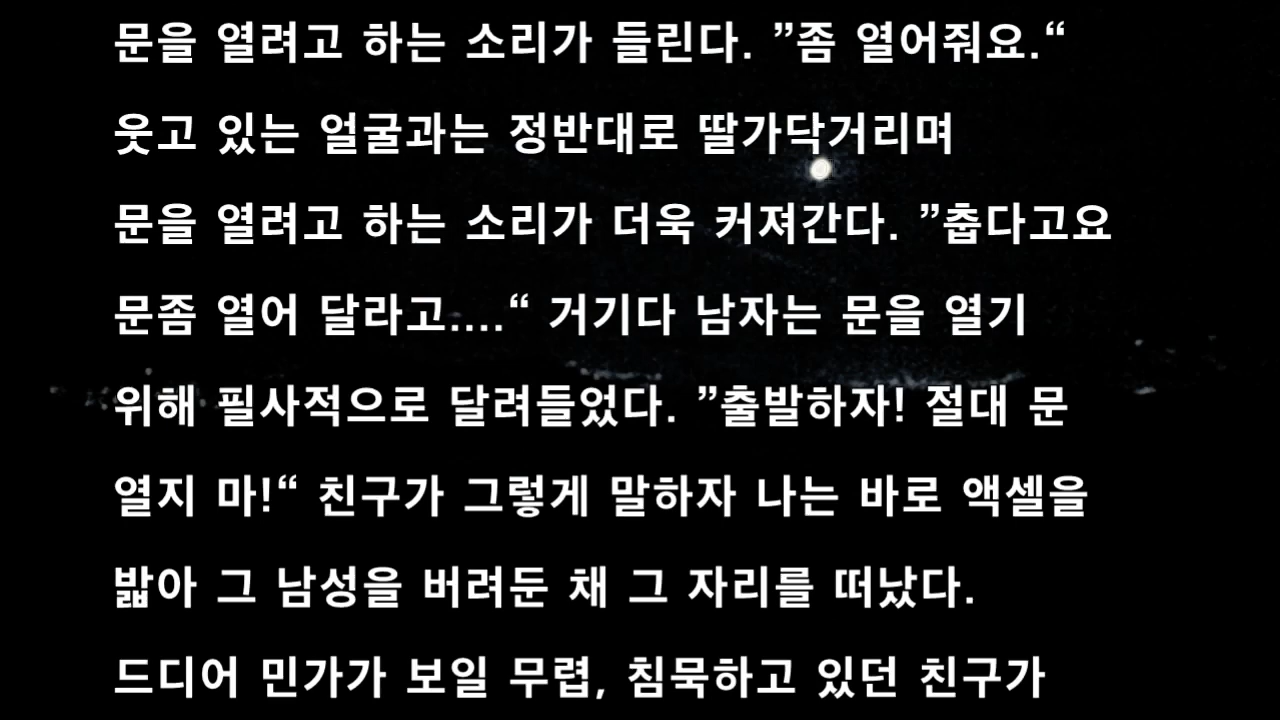 문을 열려고 하는 소리가 들린다. ”좀 열어줘요.“
웃고 있는 얼굴과는 정반대로 딸가닥거리며
문을 열려고 하는 소리가 더욱 커져간다. ”춥다고요
문좀 열어 달라고....“ 거기다 남자는 문을 열기
위해 필사적으로 달려들었다. ”출발하자! 절대 문
열지 마!“ 친구가 그렇게 말하자 나는 바로 액셀을
밟아 그 남성을 버려둔 채 그 자리를 떠났다.
드디어 민가가 보일 무렵, 침묵하고 있던 친구가